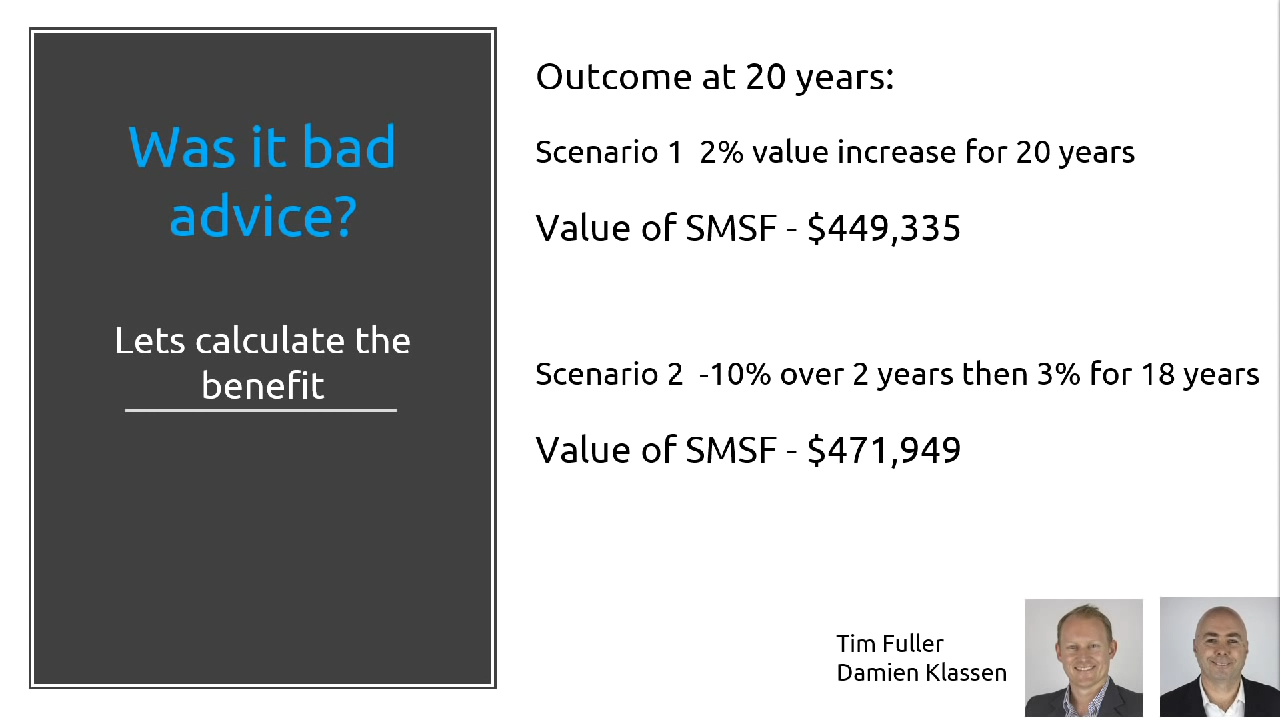 Was it bad
advice?
Lets calculate the
benefit
Outcome at 20 years:
Scenario 1  2% value increase for 20 years
Value of SMSF - $449,335
Scenario 2  -10% over 2 years then 3% for 18 years
Value of SMSF - $471,949
Tim Fuller
Damien Klassen